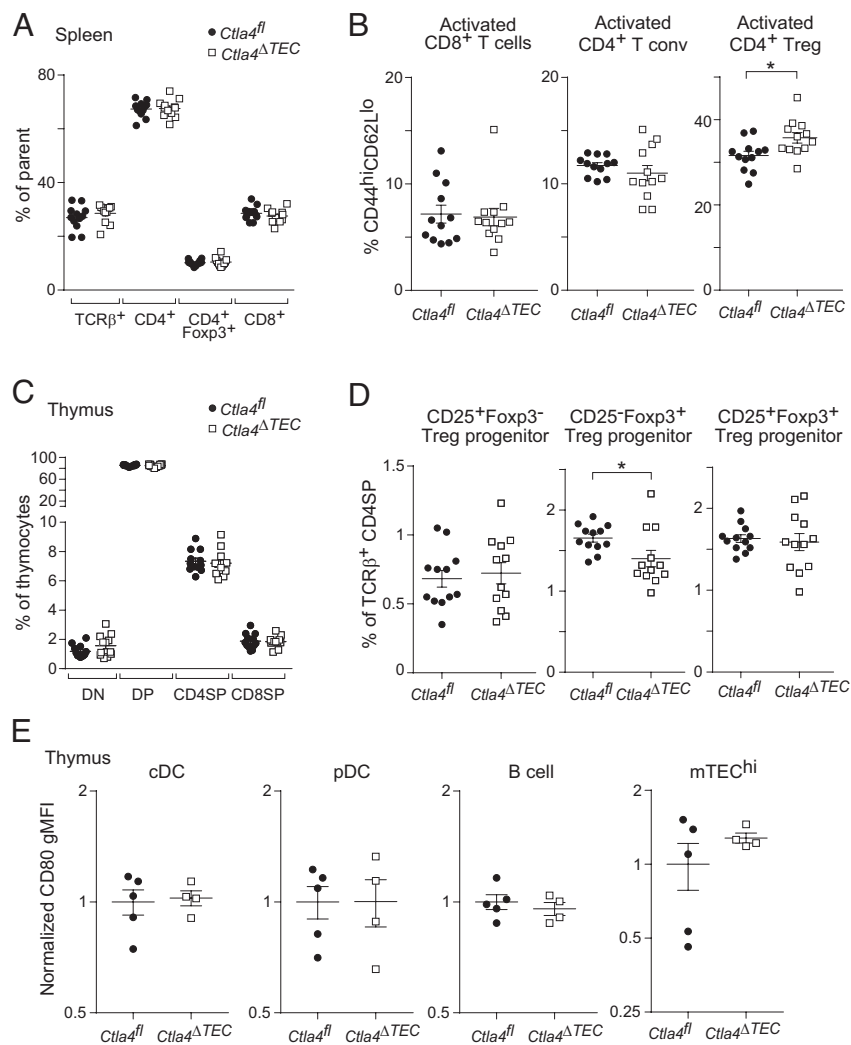 A
Spleen
● Ctla4fl
□ Ctla4ΔTEC
% of parent
80
40
0
TCRβ+ CD4+ CD4+ Foxp3+ CD8+
B
Activated CD8+ T cells
Activated CD4+ T conv
Activated CD4+ Treg
*
% CD44hiCD62Llo
20
10
0
20
10
0
60
40
20
0
Ctla4fl Ctla4ΔTEC
Ctla4fl Ctla4ΔTEC
Ctla4fl Ctla4ΔTEC
C
Thymus
● Ctla4fl
□ Ctla4ΔTEC
% of thymocytes
100
80
60
40
20
10
8
6
4
2
0
DN DP CD4SP CD8SP
D
CD25+Foxp3- Treg progenitor
CD25-Foxp3+ Treg progenitor
CD25+Foxp3+ Treg progenitor
*
% of TCRβ+ CD4SP
1.5
1
0.5
0
2
1
0
2
1
0
Ctla4fl Ctla4ΔTEC
Ctla4fl Ctla4ΔTEC
Ctla4fl Ctla4ΔTEC
E
Thymus
cDC
pDC
B cell
mTEChi
Normalized CD80 gMFI
2
1
0.5
2
1
0.5
2
1
0.5
2
1
0.5
0.25
Ctla4fl Ctla4ΔTEC
Ctla4fl Ctla4ΔTEC
Ctla4fl Ctla4ΔTEC
Ctla4fl Ctla4ΔTEC